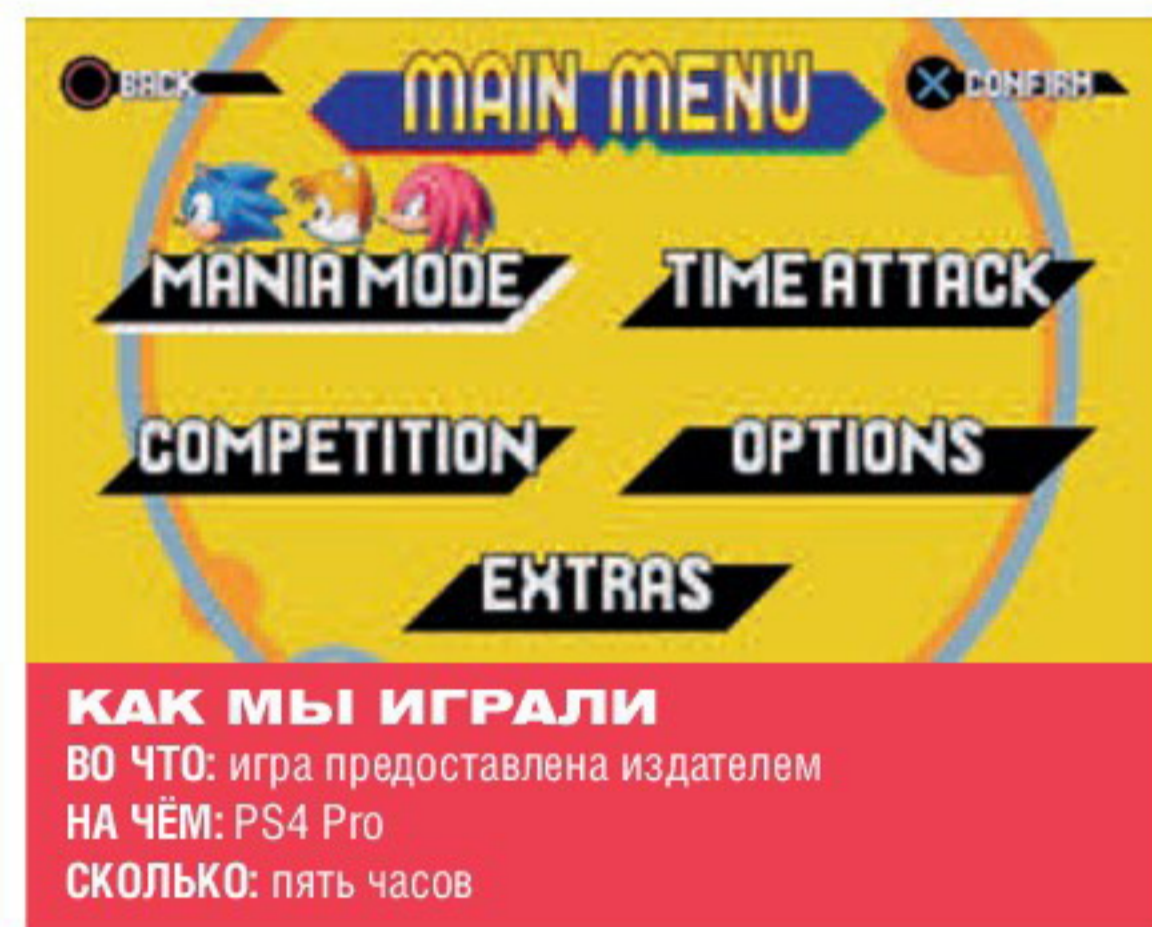 BACK MAIN MENU CONFIRM
MANIA MODE TIME ATTACK
COMPETITION OPTIONS
EXTRAS
КАК МЫ ИГРАЛИ
ВО ЧТО: игра предоставлена издателем
НА ЧЁМ: PS4 Pro
СКОЛЬКО: пять часов